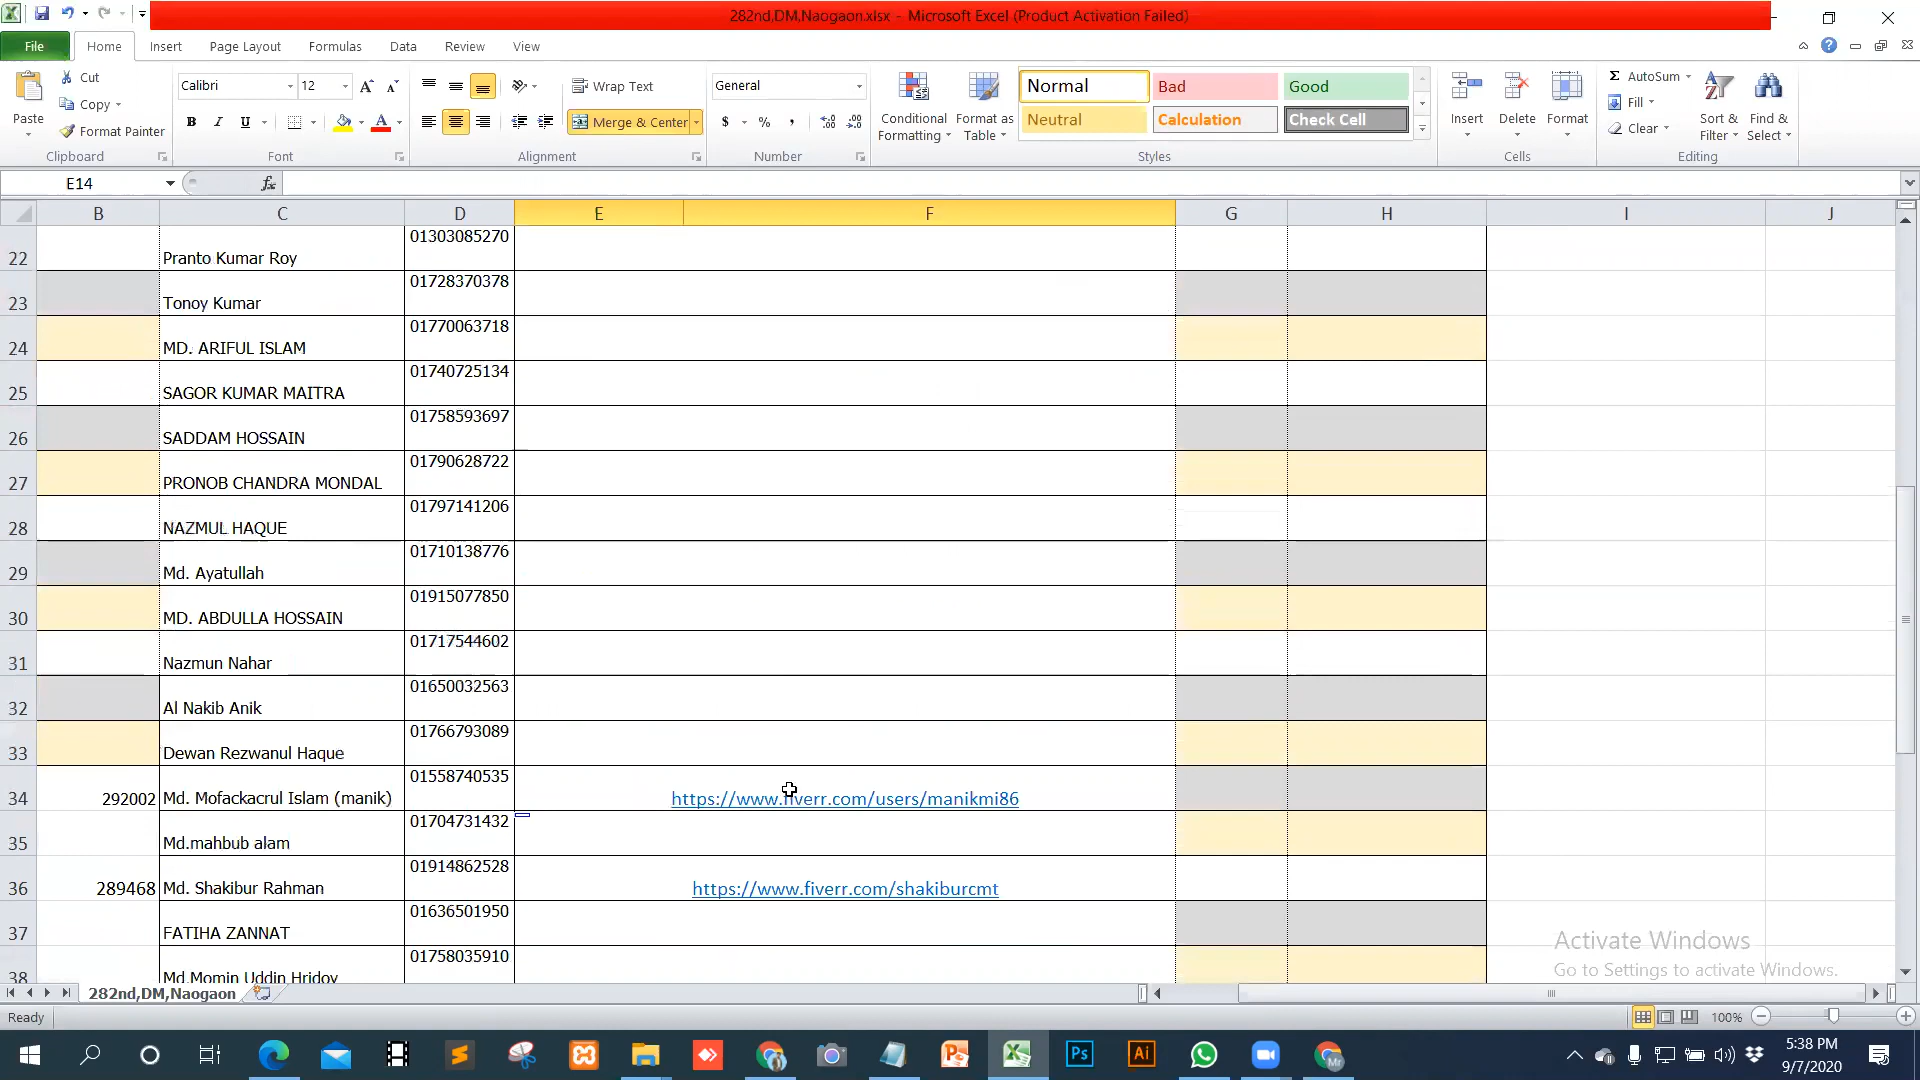 282nd,DM,Naogaon.xlsx - Microsoft Excel (Product Activation Failed)
File Home Insert Page Layout Formulas Data Review View
Paste
Cut
Copy
Format Painter
Clipboard
Calibri 12
B I U
Font
Wrap Text
Merge & Center
Alignment
General
$ % ,
Number
Conditional Formatting
Format as Table
Normal Bad Good
Neutral Calculation Check Cell
Styles
Insert Delete Format
Cells
Σ AutoSum
Fill
Clear
Sort & Filter
Find & Select
Editing
E14 fx
B C D E F G H I J
22 Pranto Kumar Roy 01303085270
23 Tonoy Kumar 01728370378
24 MD. ARIFUL ISLAM 01770063718
25 SAGOR KUMAR MAITRA 01740725134
26 SADDAM HOSSAIN 01758593697
27 PRONOB CHANDRA MONDAL 01790628722
28 NAZMUL HAQUE 01797141206
29 Md. Ayatullah 01710138776
30 MD. ABDULLA HOSSAIN 01915077850
31 Nazmun Nahar 01717544602
32 Al Nakib Anik 01650032563
33 Dewan Rezwanul Haque 01766793089
34 292002 Md. Mofackacrul Islam (manik) 01558740535 https://www.fiverr.com/users/manikmi86
35 Md.mahbub alam 01704731432
36 289468 Md. Shakibur Rahman 01914862528 https://www.fiverr.com/shakiburcmt
37 FATIHA ZANNAT 01636501950
38 Md Momin Uddin Hridoy 01758035910
Activate Windows
Go to Settings to activate Windows.
282nd,DM,Naogaon
Ready 100%
5:38 PM
9/7/2020